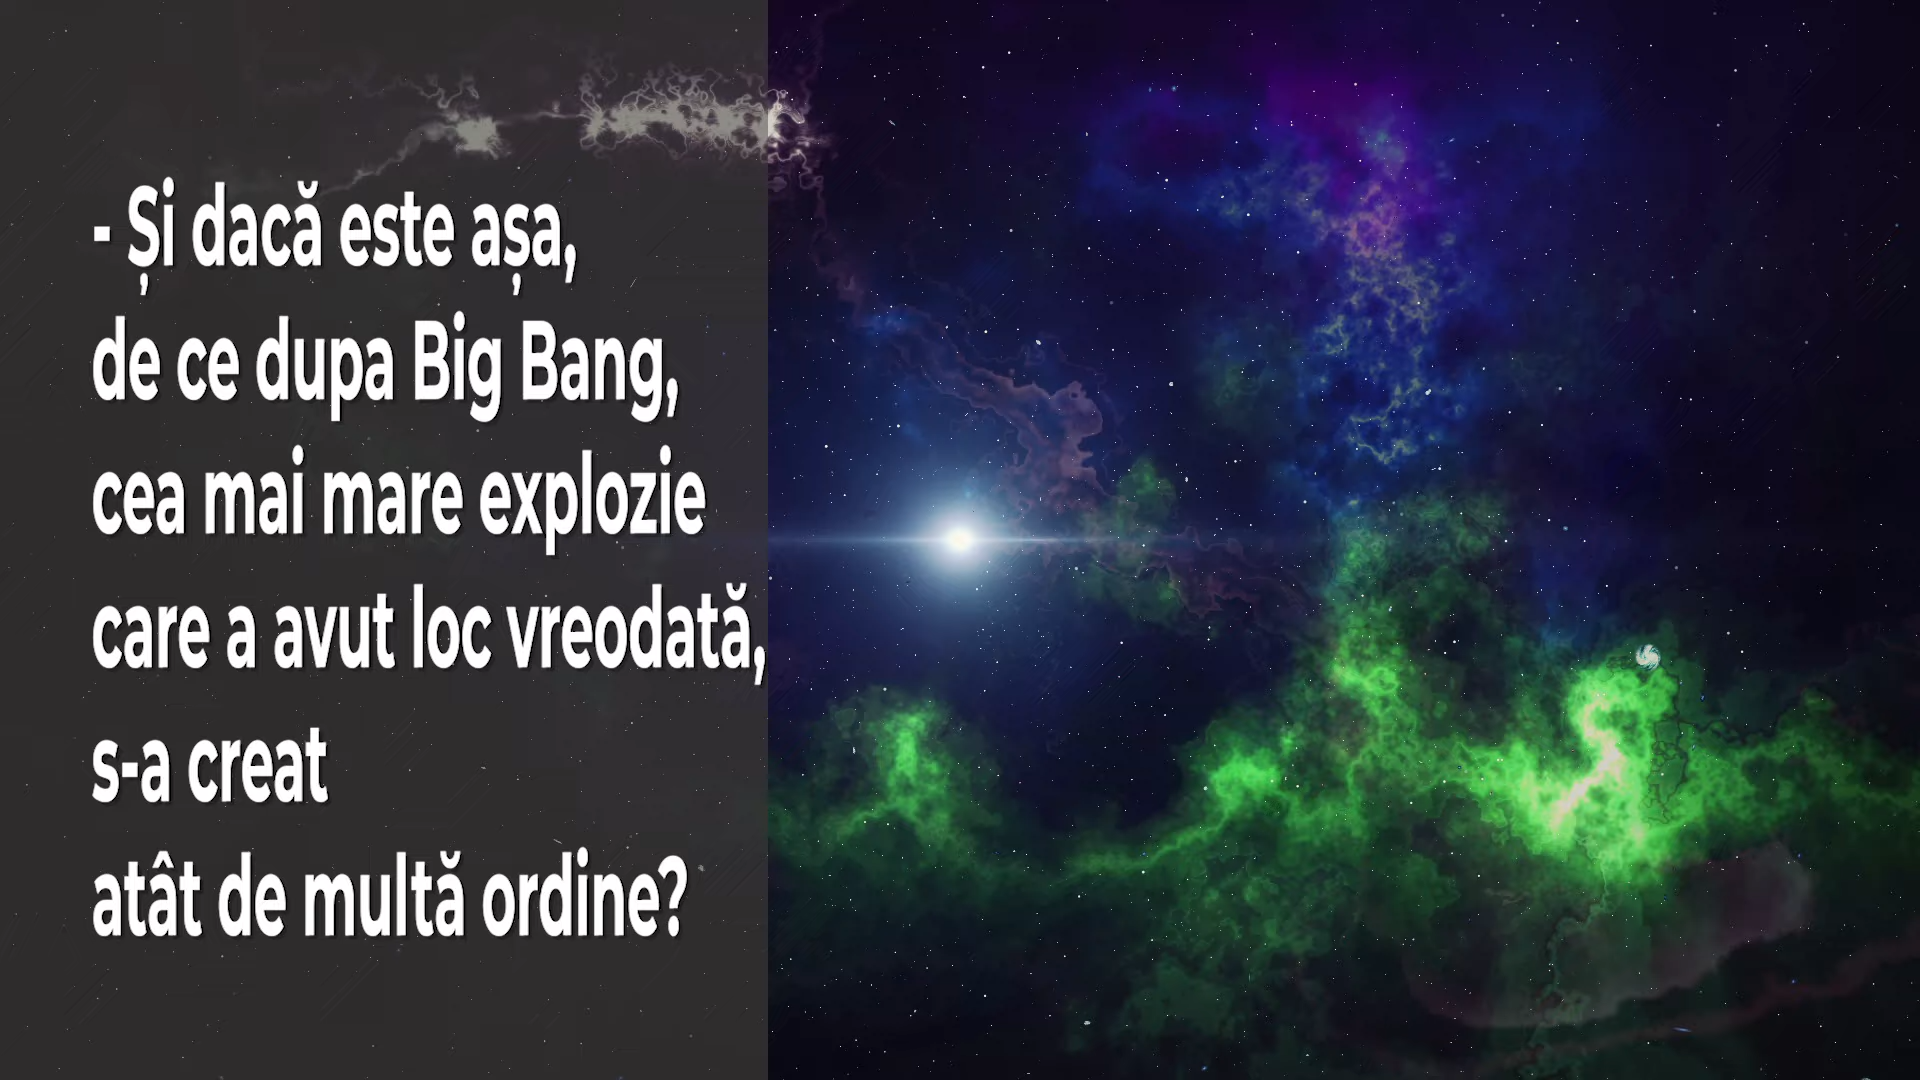 - Și dacă este așa,
de ce dupa Big Bang,
cea mai mare explozie
care a avut loc vreodată,
s-a creat
atât de multă ordine?